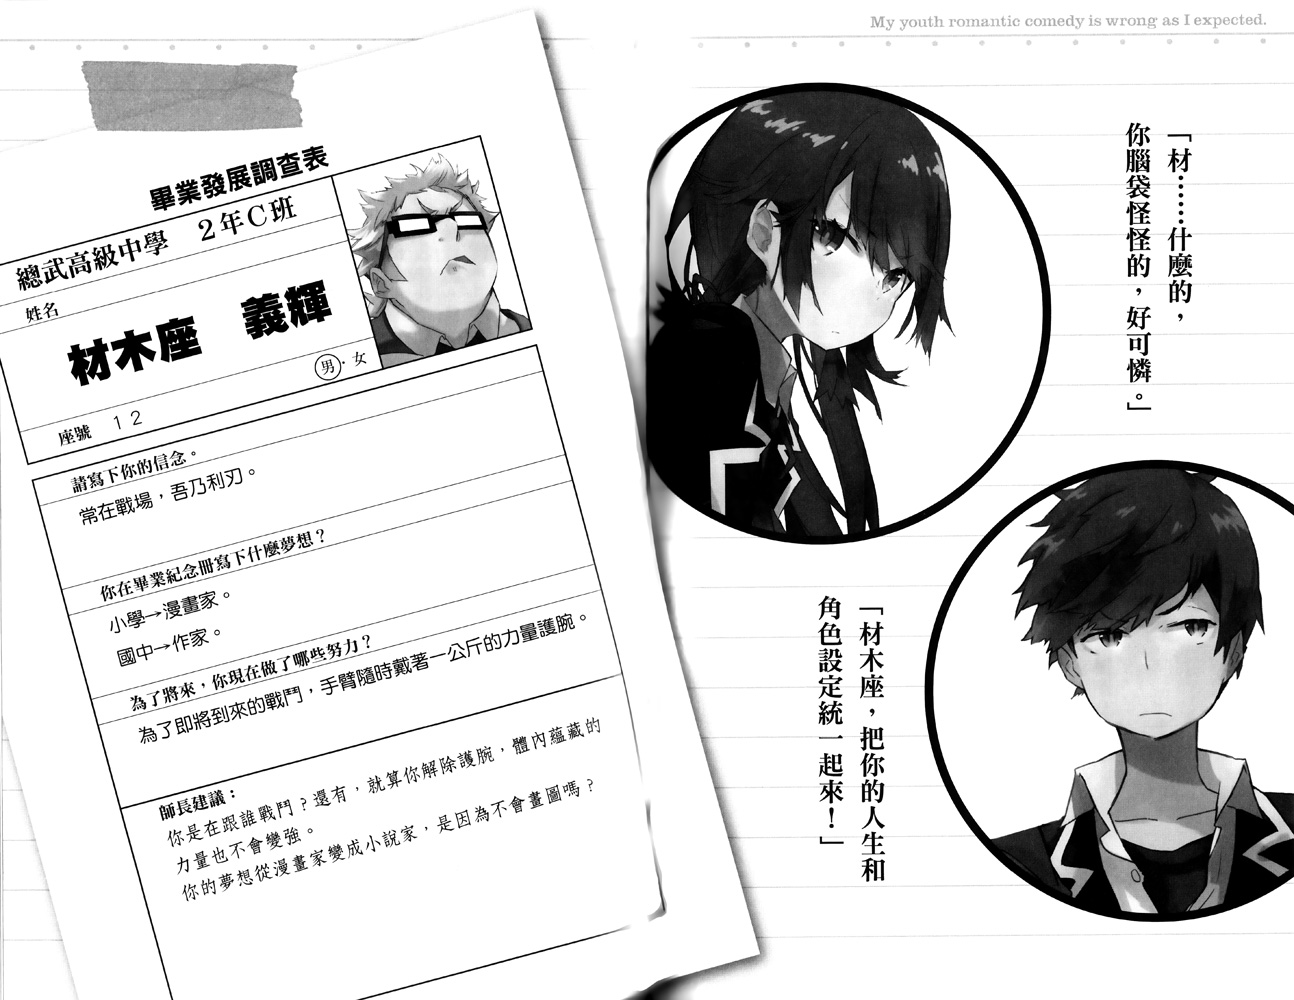 My youth romantic comedy is wrong as I expected.
畢業發展調查表
總武高級中學　2年C班
姓名
材木座　義輝
男・女
座號　12
請寫下你的信念。
常在戰場，吾乃利刃。
你在畢業紀念冊寫下什麼夢想？
小學→漫畫家。
國中→作家。
為了將來，你現在做了哪些努力？
為了即將到來的戰鬥，手臂隨時戴著一公斤的力量護腕。
師長建議：
你是在跟誰戰鬥？還有，就算你解除護腕，體內蘊藏的
力量也不會變強。
你的夢想從漫畫家變成小說家，是因為不會畫圖嗎？
「材……什麼的，
你腦袋怪怪的，好可憐。」
「材木座，把你的人生和
角色設定統一起來！」